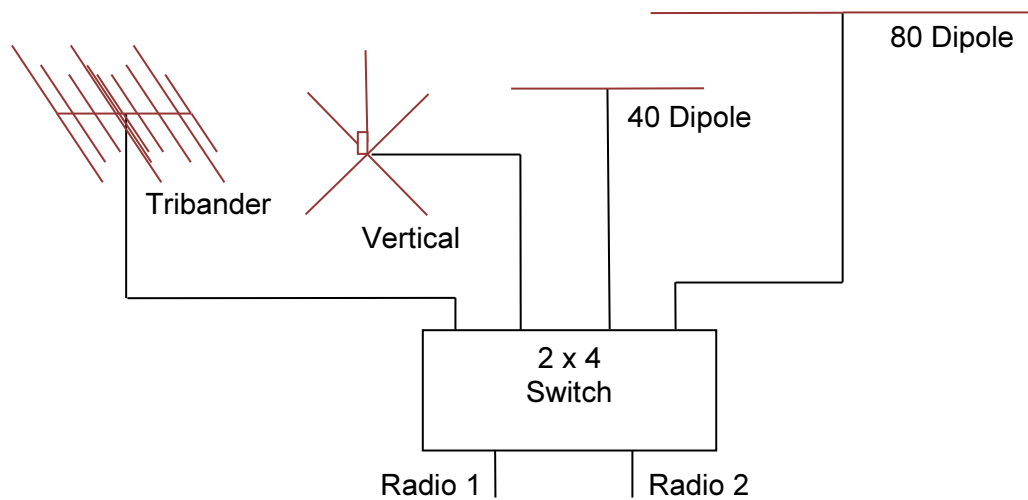 80 Dipole
40 Dipole
Tribander
Vertical
2 x 4
Switch
Radio 1
Radio 2